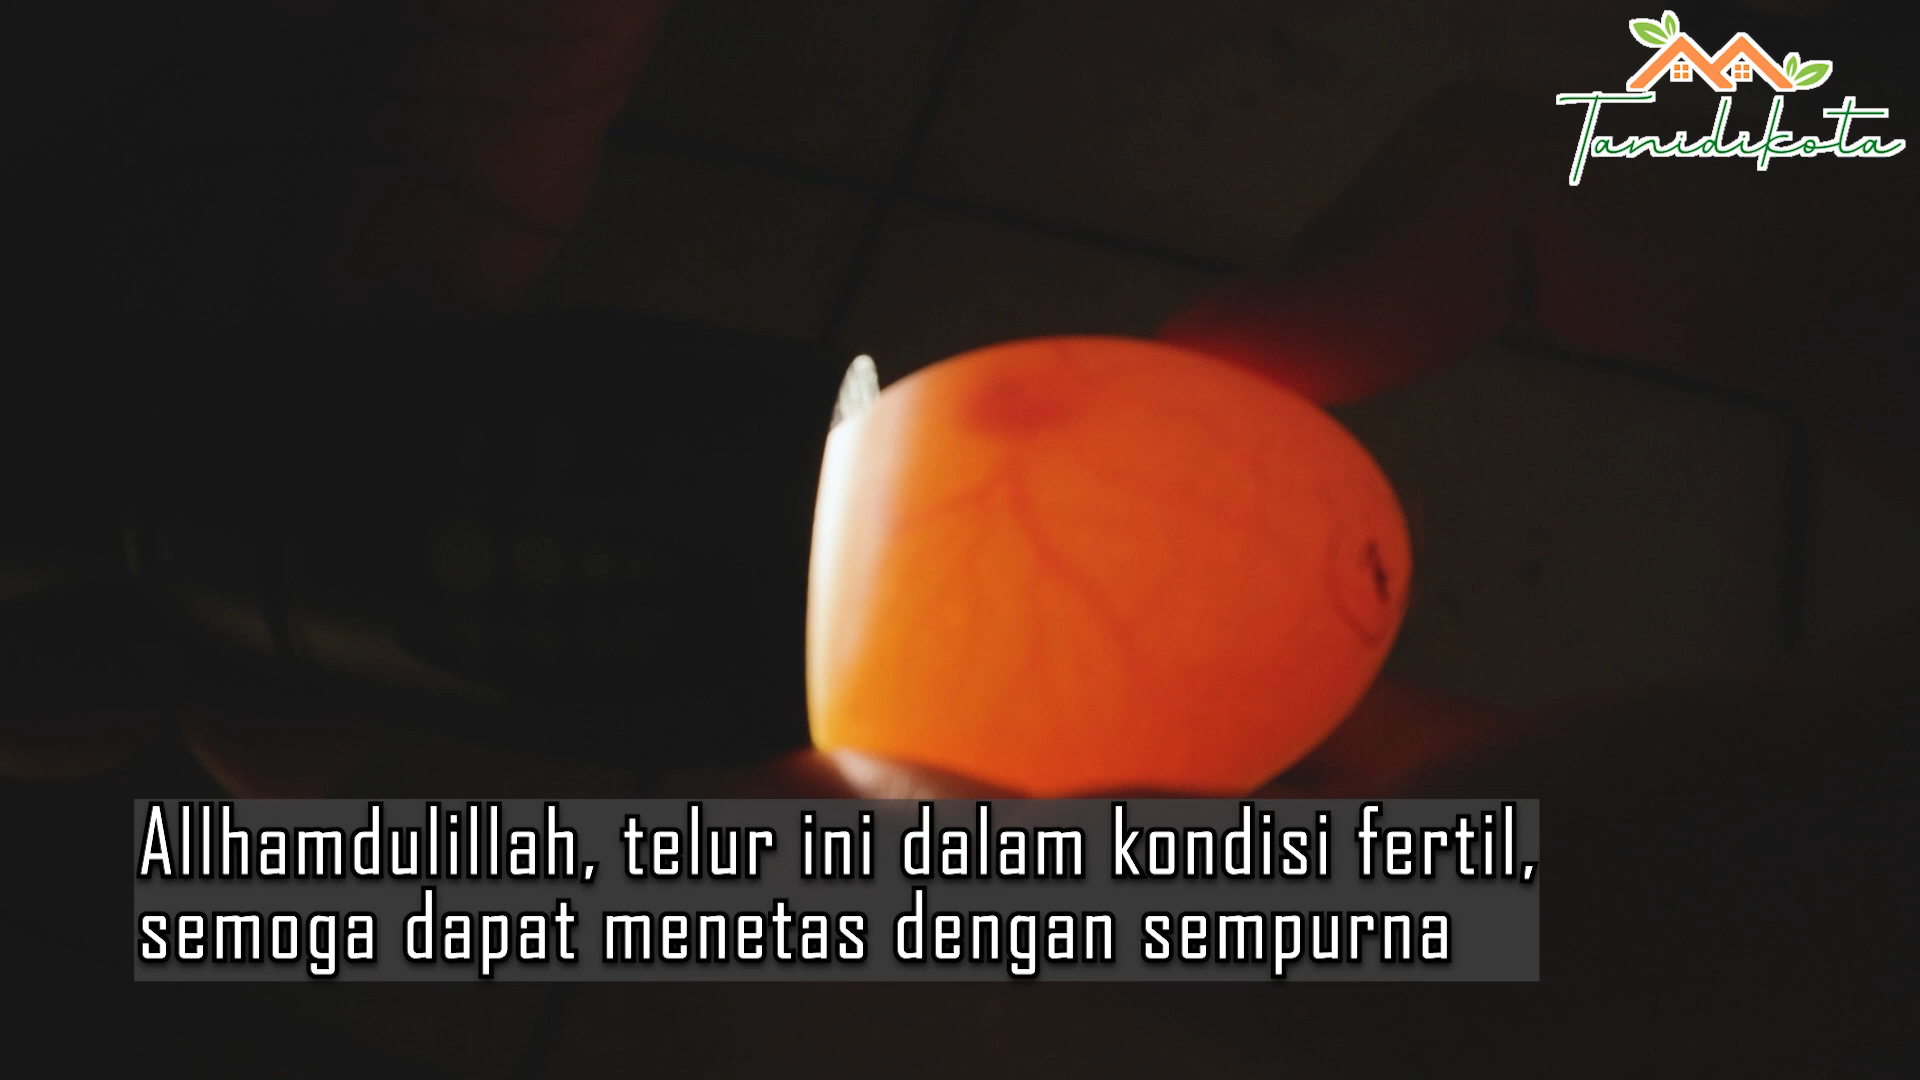 Tanidikota
Allhamdulillah, telur ini dalam kondisi fertil,
semoga dapat menetas dengan sempurna